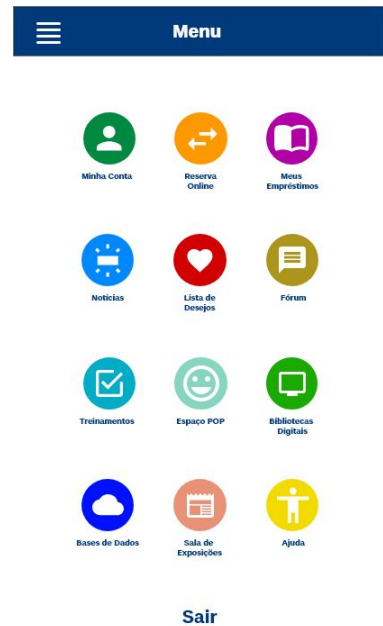 Menu
Minha Conta
Reserva
Online
Meus
Empréstimos
Notícias
Lista de
Desejos
Fórum
Treinamentos
Espaço POP
Bibliotecas
Digitais
Bases de Dados
Sala de
Exposições
Ajuda
Sair